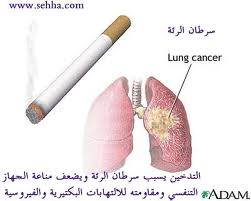 www.sehha.com
سرطان الرئة
Lung cancer
التدخين يسبب سرطان الرئة ويضعف مناعة الجهاز
التنفسي ومقاومته للالتهابات البكتيرية والفيروسية
ADAM